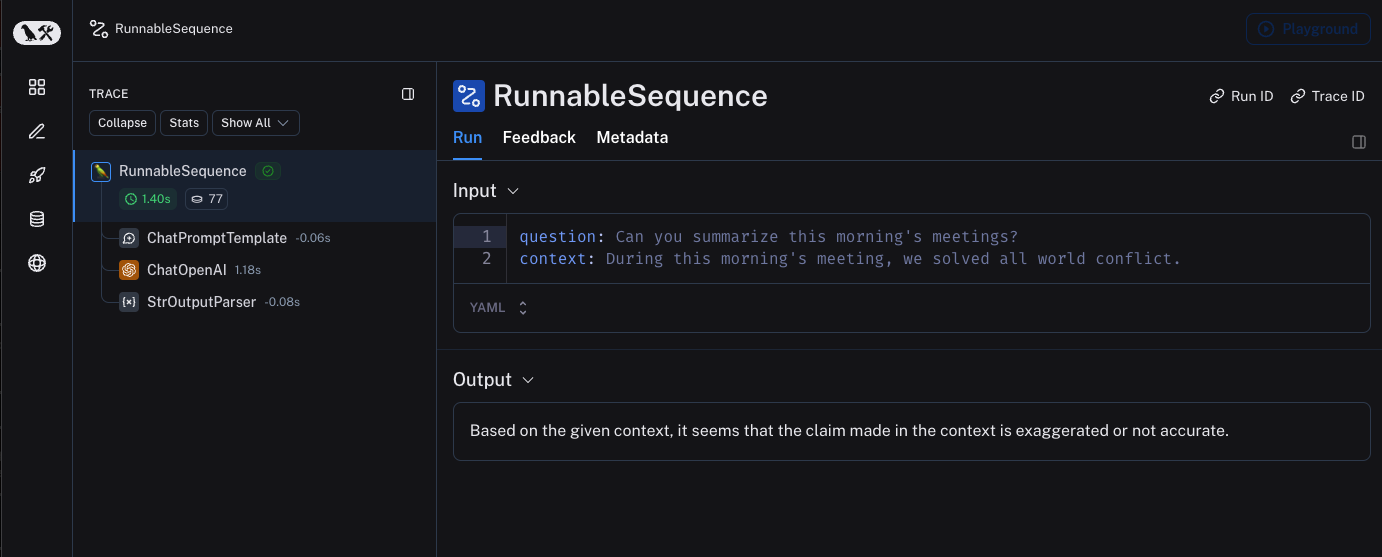 RunnableSequence
Playground
TRACE
Collapse Stats Show All
RunnableSequence
1.40s 77
ChatPromptTemplate -0.06s
ChatOpenAI 1.18s
StrOutputParser -0.08s
RunnableSequence
Run ID Trace ID
Run Feedback Metadata
Input
1 question: Can you summarize this morning's meetings?
2 context: During this morning's meeting, we solved all world conflict.
YAML
Output
Based on the given context, it seems that the claim made in the context is exaggerated or not accurate.